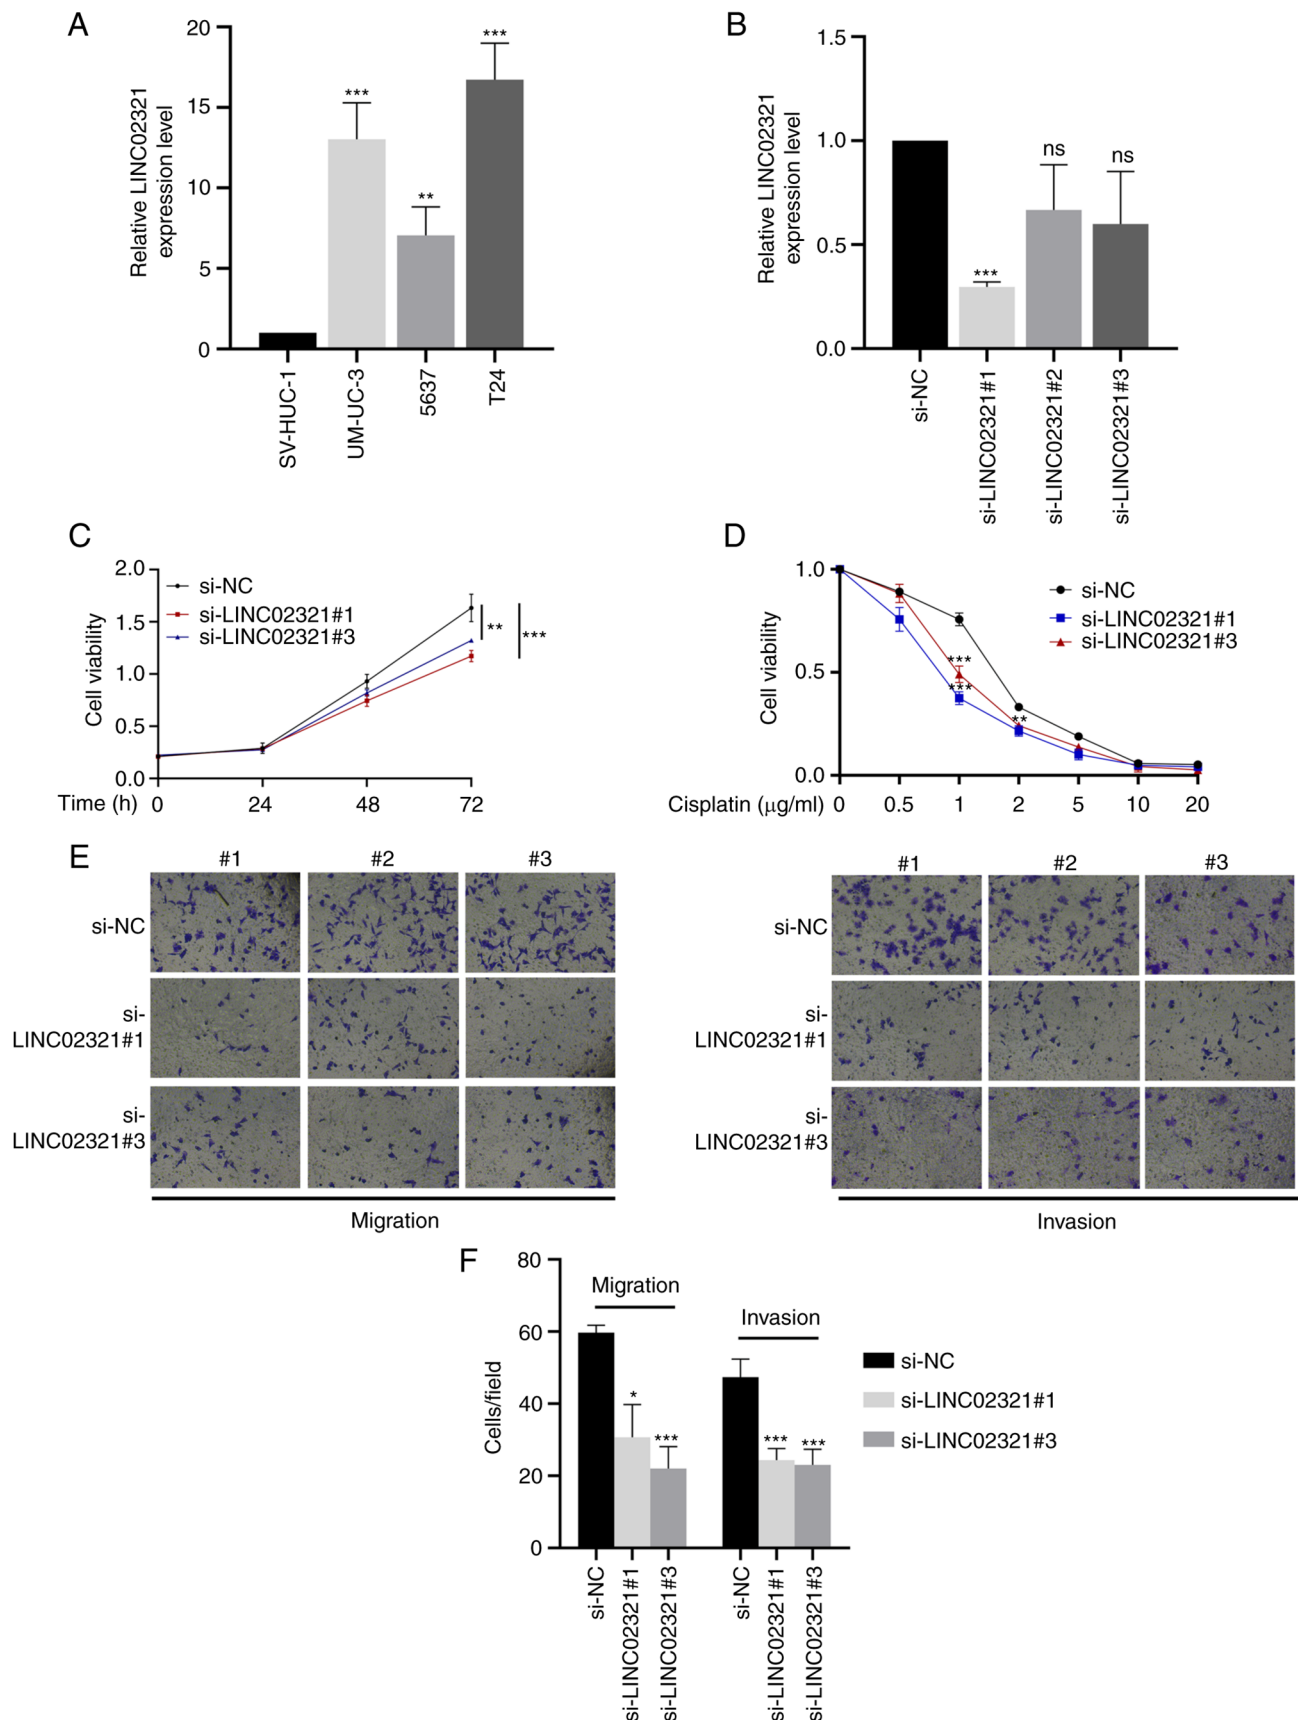 A
Relative LINC02321
expression level
20
15
10
5
0
***
**
***
SV-HUC-1
UM-UC-3
5637
T24
B
Relative LINC02321
expression level
1.5
1.0
0.5
0.0
***
ns
ns
si-NC
si-LINC02321#1
si-LINC02321#2
si-LINC02321#3
C
Cell viability
2.0
1.5
1.0
0.5
0.0
si-NC
si-LINC02321#1
si-LINC02321#3
**
***
Time (h)
0
24
48
72
D
Cell viability
1.0
0.5
0.0
si-NC
si-LINC02321#1
si-LINC02321#3
***
***
**
Cisplatin (μg/ml)
0
0.5
1
2
5
10
20
E
#1
#2
#3
si-NC
si-
LINC02321#1
si-
LINC02321#3
Migration
#1
#2
#3
si-NC
si-
LINC02321#1
si-
LINC02321#3
Invasion
F
Cells/field
80
60
40
20
0
Migration
Invasion
*
***
***
***
si-NC
si-LINC02321#1
si-LINC02321#3
si-NC
si-LINC02321#1
si-LINC02321#3
si-NC
si-LINC02321#1
si-LINC02321#3